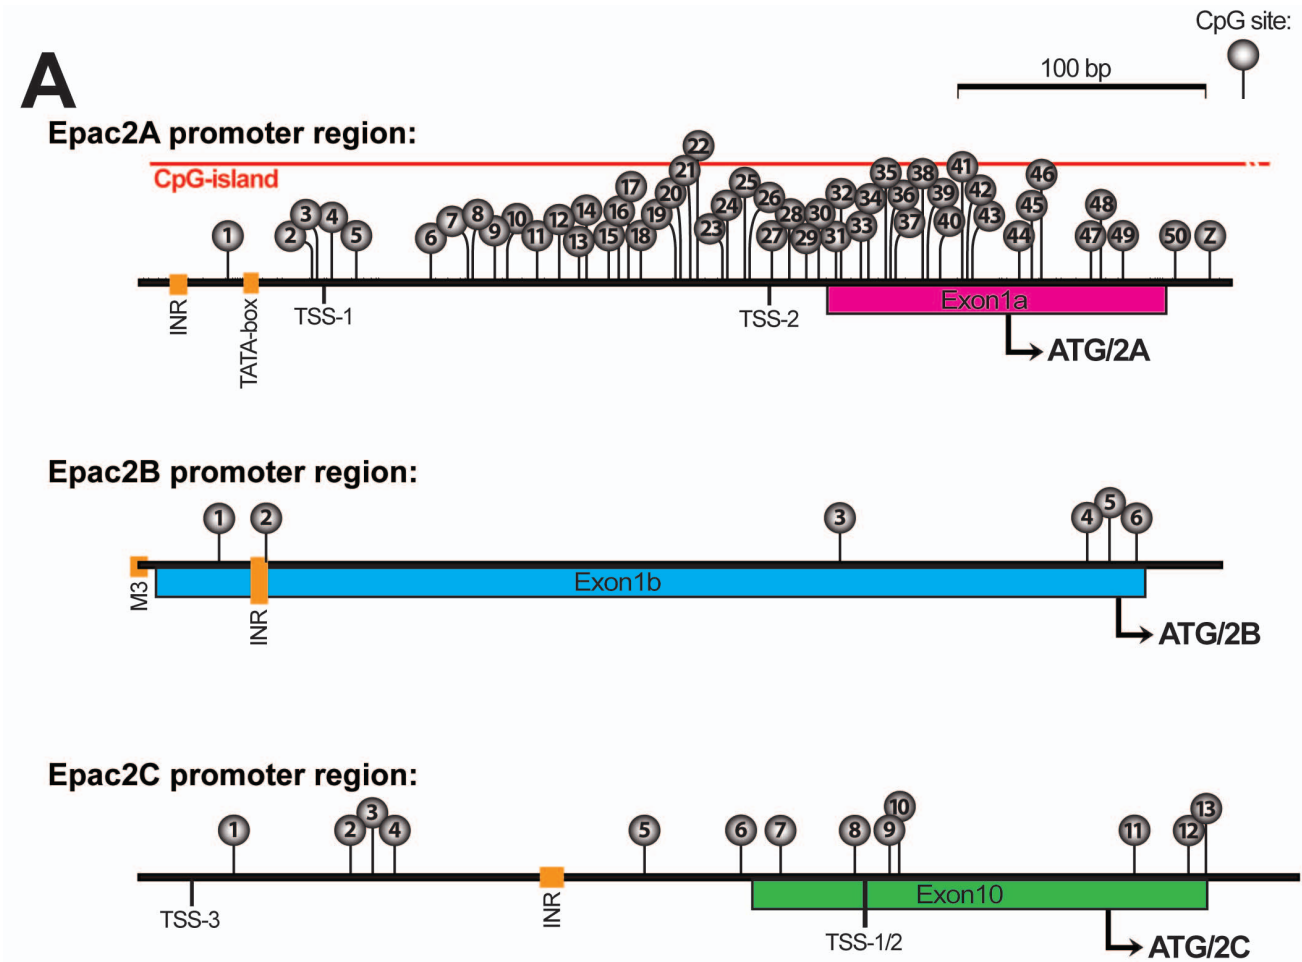 CpG site:
A
100 bp
Epac2A promoter region:
CpG-island
1 2 3 4 5 6 7 8 9 10 11 12 13 14 15 16 17 18 19 20 21 22 23 24 25 26 27 28 29 30 31 32 33 34 35 36 37 38 39 40 41 42 43 44 45 46 47 48 49 50 Z
INR
TATA-box
TSS-1
TSS-2
Exon1a
ATG/2A
Epac2B promoter region:
1 2 3 4 5 6
M3
INR
Exon1b
ATG/2B
Epac2C promoter region:
1 2 3 4 5 6 7 8 9 10 11 12 13
TSS-3
INR
Exon10
TSS-1/2
ATG/2C